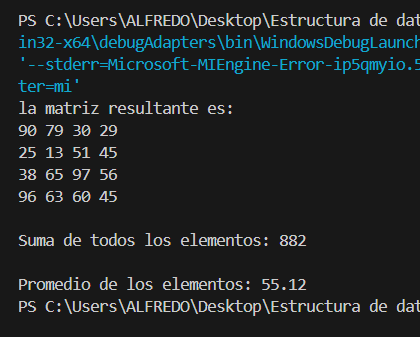 PS C:\Users\ALFREDO\Desktop\Estructura de dat
in32-x64\debugAdapters\bin\WindowsDebugLaunch
'--stderr=Microsoft-MIEngine-Error-ip5qmyio.5
ter=mi'
la matriz resultante es:
90 79 30 29
25 13 51 45
38 65 97 56
96 63 60 45
Suma de todos los elementos: 882
Promedio de los elementos: 55.12
PS C:\Users\ALFREDO\Desktop\Estructura de dat